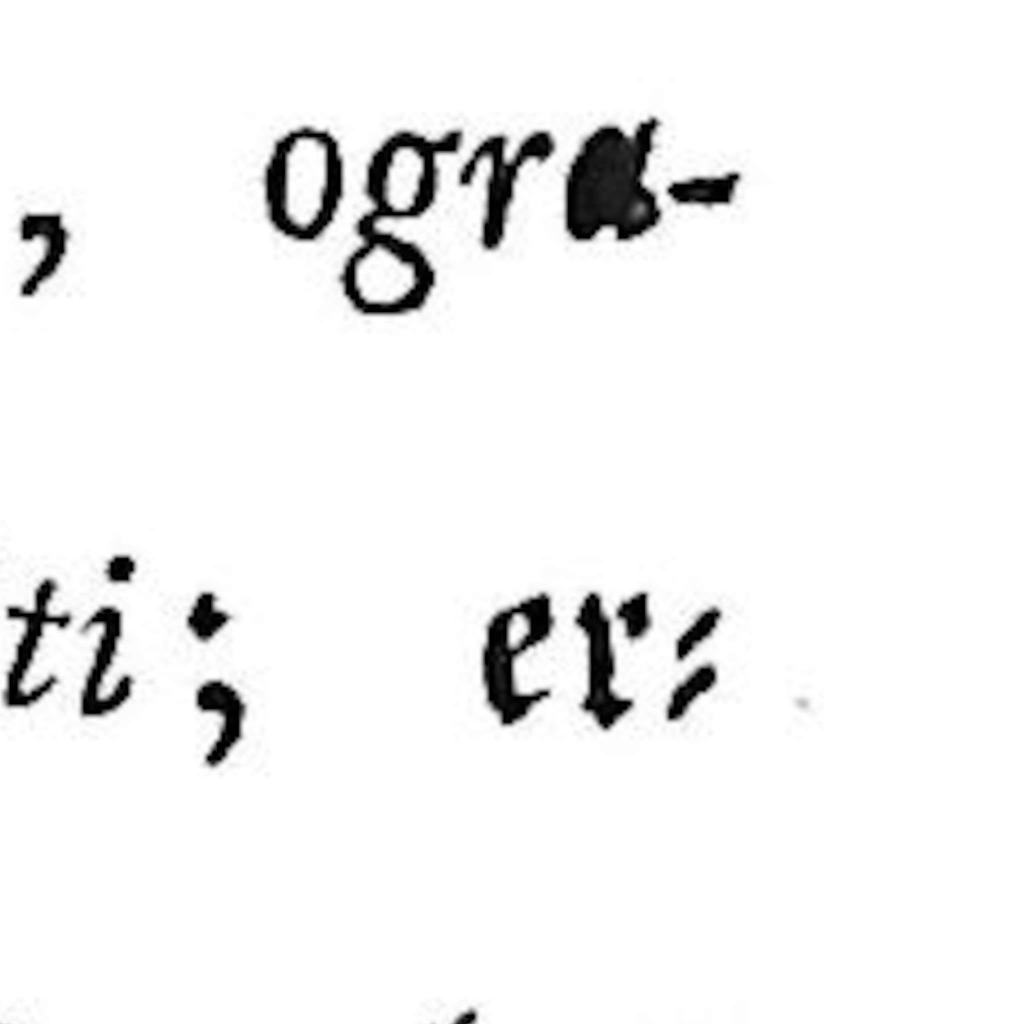 , ogra-
ti; er⸗